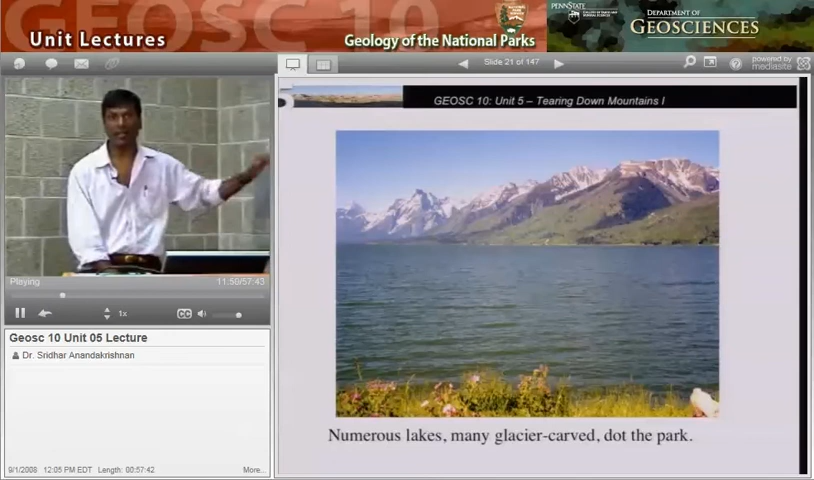 GEOSC 10
Unit Lectures
Geology of the National Parks
PENNSTATE
DEPARTMENT OF
GEOSCIENCES
Slide 21 of 147
powered by
mediasite
GEOSC 10: Unit 5 – Tearing Down Mountains I
Playing
11:50/57:43
1x
CC
Geosc 10 Unit 05 Lecture
Dr. Sridhar Anandakrishnan
Numerous lakes, many glacier-carved, dot the park.
9/1/2008 12:05 PM EDT Length: 00:57:42 More..